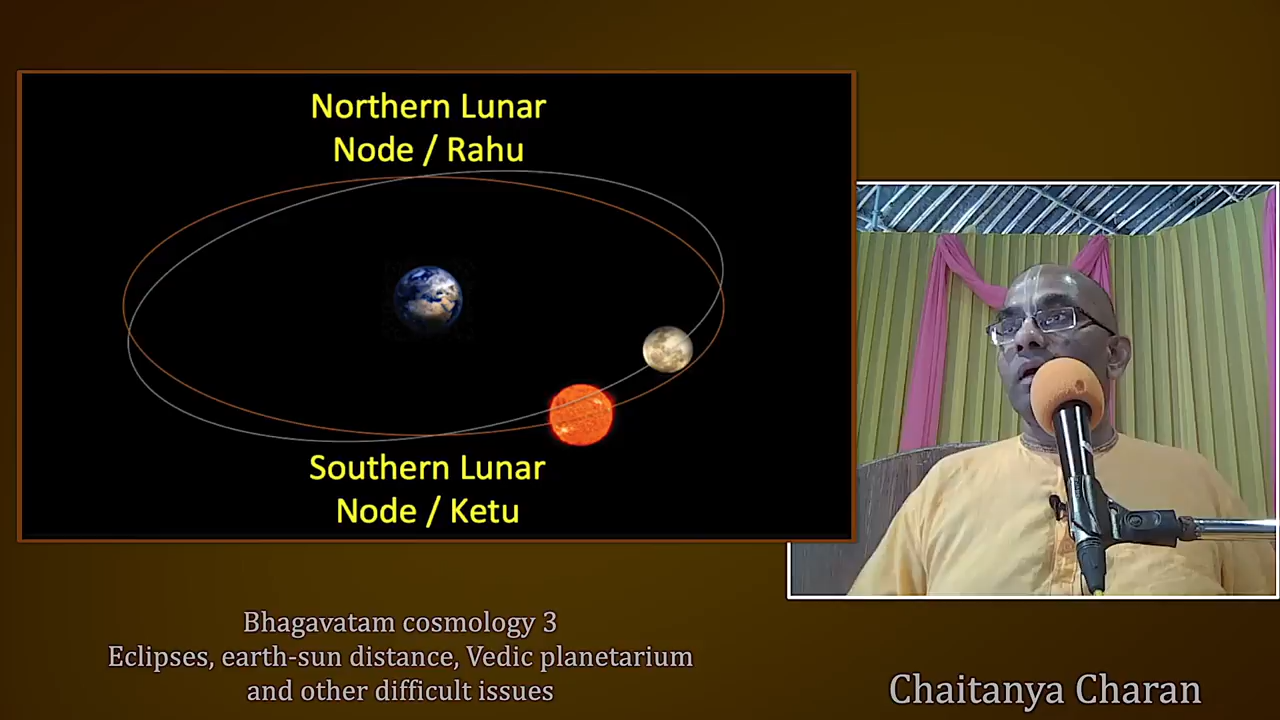 Northern Lunar
Node / Rahu
Southern Lunar
Node / Ketu
Bhagavatam cosmology 3
Eclipses, earth-sun distance, Vedic planetarium
and other difficult issues
Chaitanya Charan